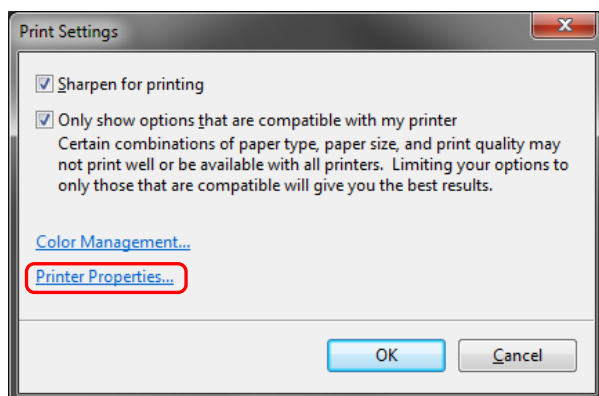 Print Settings
Sharpen for printing
Only show options that are compatible with my printer
Certain combinations of paper type, paper size, and print quality may
not print well or be available with all printers. Limiting your options to
only those that are compatible will give you the best results.
Color Management...
Printer Properties...
OK
Cancel